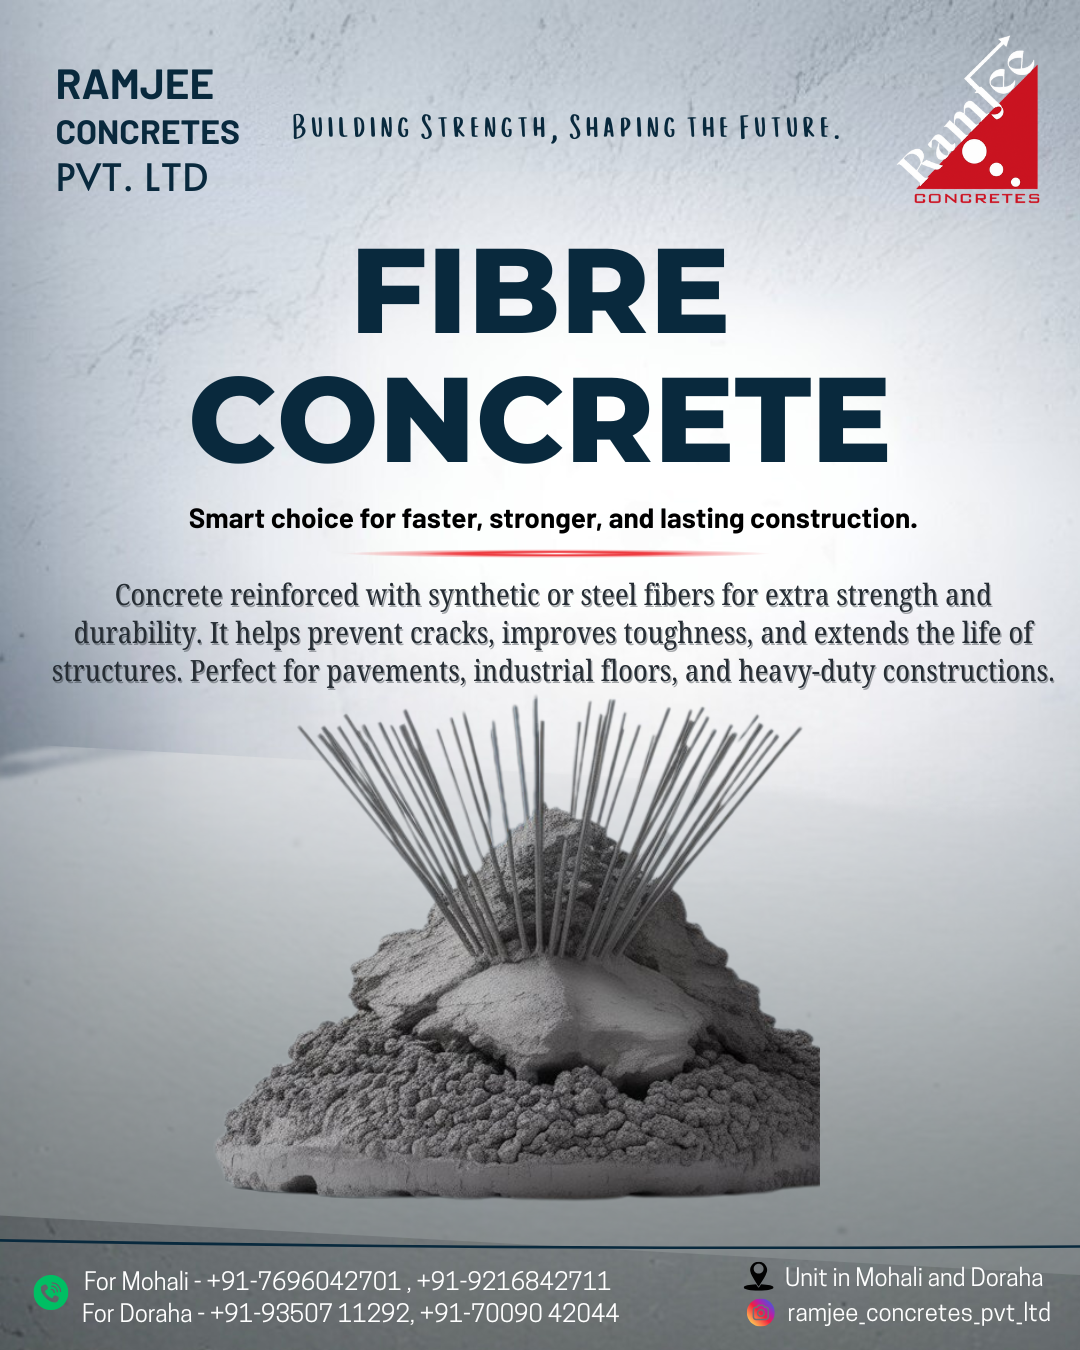 RAMJEE
CONCRETES
PVT. LTD
Building Strength, Shaping the Future.
Ramjee
CONCRETES
FIBRE
CONCRETE
Smart choice for faster, stronger, and lasting construction.
Concrete reinforced with synthetic or steel fibers for extra strength and
durability. It helps prevent cracks, improves toughness, and extends the life of
structures. Perfect for pavements, industrial floors, and heavy-duty constructions.
For Mohali - +91-7696042701 , +91-9216842711
For Doraha - +91-93507 11292, +91-70090 42044
Unit in Mohali and Doraha
ramjee_concretes_pvt_ltd